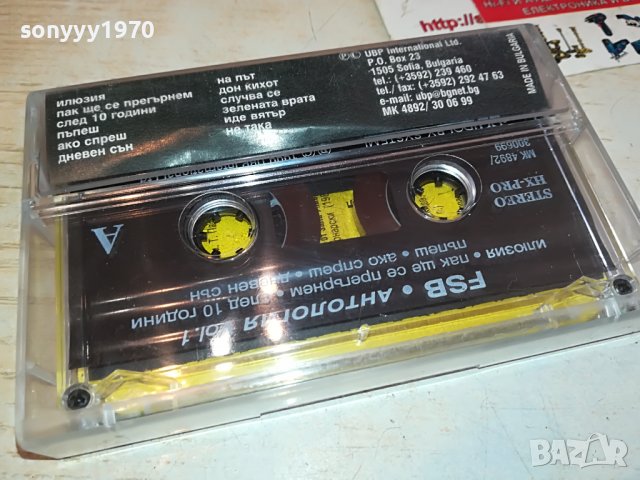 sonyyy1970
http://s
илюзия
пак ще се прегърнем
след 10 години
пъпеш
ако спреш
дневен сън
на път
дон кихот
случва се
зелената врата
иде вятър
не така
UBP International Ltd.
P.O. Box 23
1505 Sofia, Bulgaria
tel.: (+3592) 239 460
tel./ fax: (+3592) 292 47 63
e-mail: ubp@bgnet.bg
MK 4892/ 30 06 99
MADE IN BULGARIA
A
STEREO
HX-PRO
MK 4892/
300699
FSB • АНТОЛОГИЯ vol.1
илюзия • пак ще се прегърнем • след 10 години
пъпеш • ако спреш • дневен сън
BAZAR